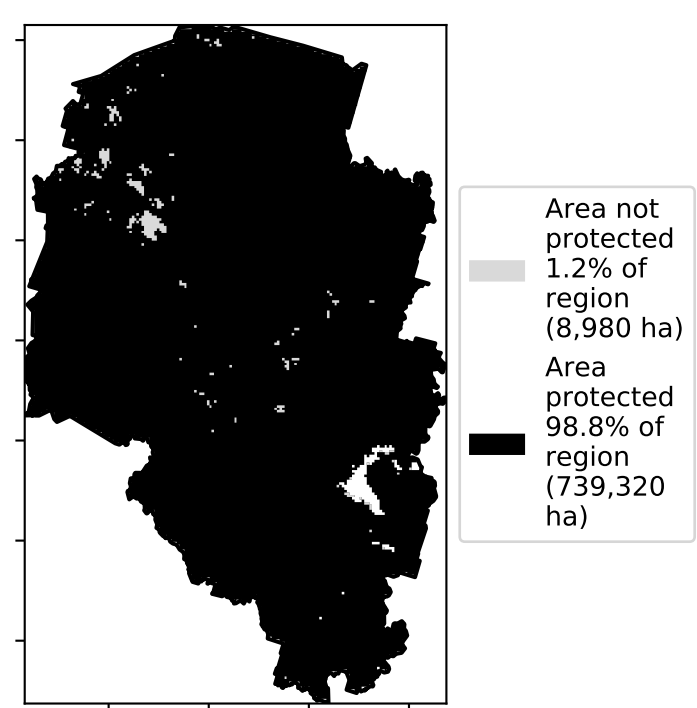 Area not
protected
1.2% of
region
(8,980 ha)
Area
protected
98.8% of
region
(739,320
ha)